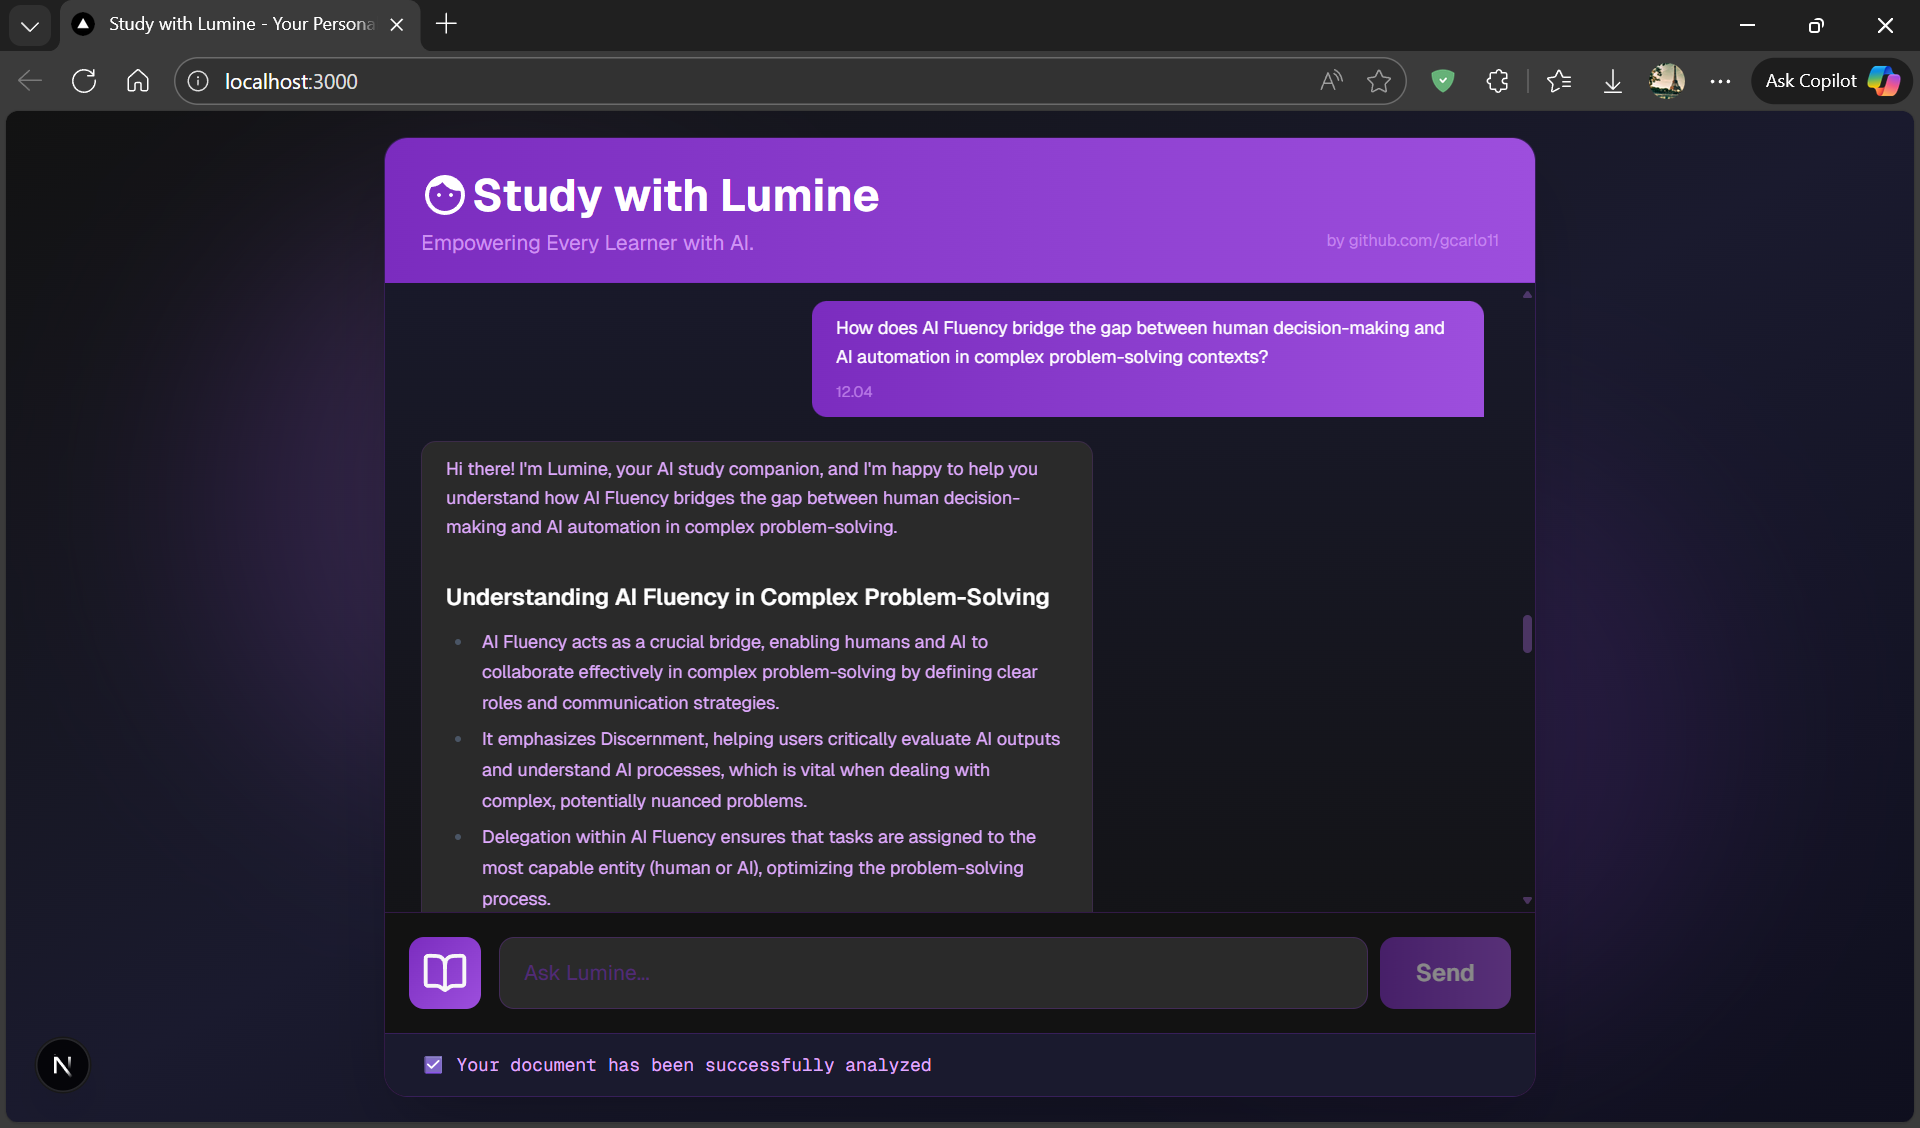 Study with Lumine - Your Persona
localhost:3000
Ask Copilot
Study with Lumine
Empowering Every Learner with AI.
by github.com/gcarlo11
How does AI Fluency bridge the gap between human decision-making and
AI automation in complex problem-solving contexts?
12.04
Hi there! I'm Lumine, your AI study companion, and I'm happy to help you
understand how AI Fluency bridges the gap between human decision-
making and AI automation in complex problem-solving.
Understanding AI Fluency in Complex Problem-Solving
• AI Fluency acts as a crucial bridge, enabling humans and AI to
collaborate effectively in complex problem-solving by defining clear
roles and communication strategies.
• It emphasizes Discernment, helping users critically evaluate AI outputs
and understand AI processes, which is vital when dealing with
complex, potentially nuanced problems.
• Delegation within AI Fluency ensures that tasks are assigned to the
most capable entity (human or AI), optimizing the problem-solving
process.
Ask Lumine...
Send
N
Your document has been successfully analyzed